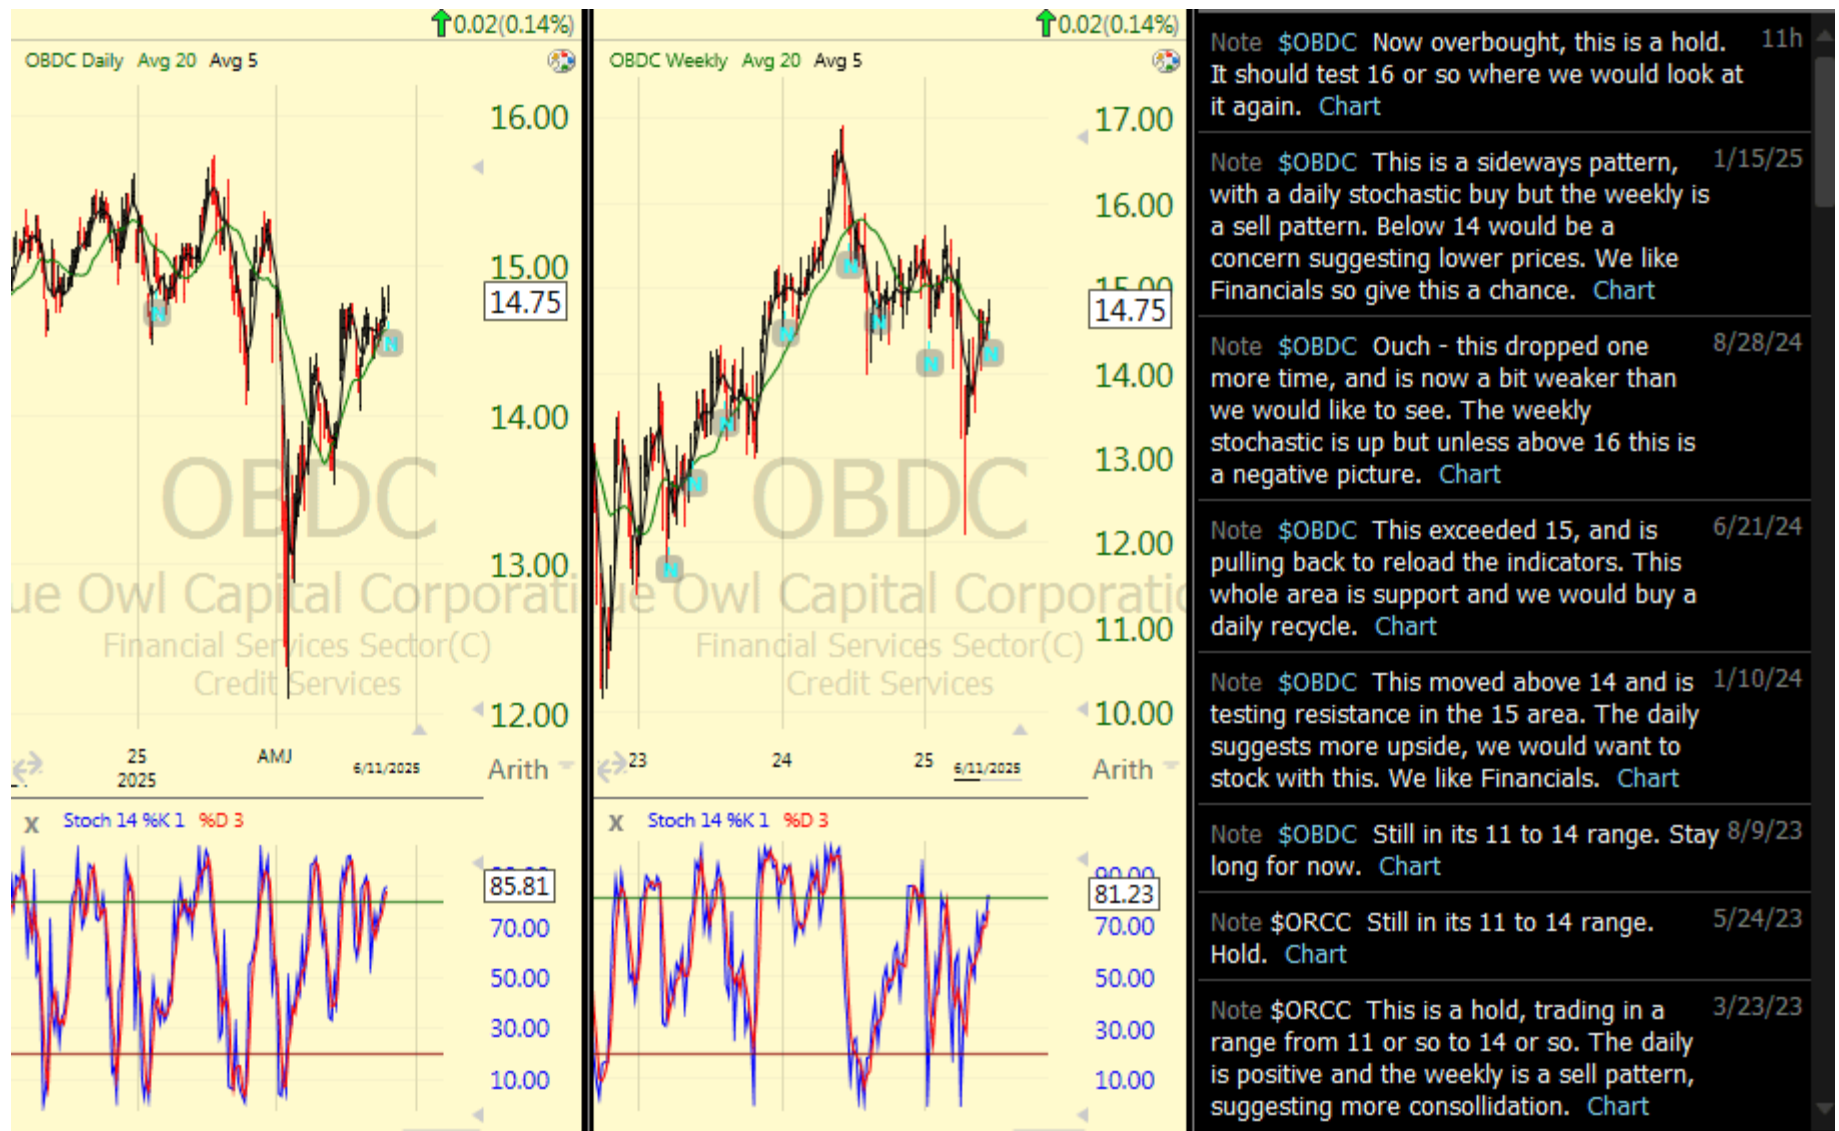 0.02(0.14%)
OBDC Daily Avg 20 Avg 5
16.00
15.00
14.75
14.00
13.00
12.00
OBDC
ue Owl Capital Corporati
Financial Services Sector(C)
Credit Services
25
2025
AMJ
6/11/2025
Arith
X Stoch 14 %K 1 %D 3
85.81
70.00
50.00
30.00
10.00
N
N
0.02(0.14%)
OBDC Weekly Avg 20 Avg 5
17.00
16.00
15.00
14.75
14.00
13.00
12.00
11.00
10.00
OBDC
ue Owl Capital Corporatio
Financial Services Sector(C)
Credit Services
23
24
25
6/11/2025
Arith
X Stoch 14 %K 1 %D 3
90.00
81.23
70.00
50.00
30.00
10.00
N
N
N
N
N
N
N
N
Note $OBDC Now overbought, this is a hold. 11h
It should test 16 or so where we would look at
it again. Chart
Note $OBDC This is a sideways pattern, 1/15/25
with a daily stochastic buy but the weekly is
a sell pattern. Below 14 would be a
concern suggesting lower prices. We like
Financials so give this a chance. Chart
Note $OBDC Ouch - this dropped one 8/28/24
more time, and is now a bit weaker than
we would like to see. The weekly
stochastic is up but unless above 16 this is
a negative picture. Chart
Note $OBDC This exceeded 15, and is 6/21/24
pulling back to reload the indicators. This
whole area is support and we would buy a
daily recycle. Chart
Note $OBDC This moved above 14 and is 1/10/24
testing resistance in the 15 area. The daily
suggests more upside, we would want to
stock with this. We like Financials. Chart
Note $OBDC Still in its 11 to 14 range. Stay 8/9/23
long for now. Chart
Note $ORCC Still in its 11 to 14 range. 5/24/23
Hold. Chart
Note $ORCC This is a hold, trading in a 3/23/23
range from 11 or so to 14 or so. The daily
is positive and the weekly is a sell pattern,
suggesting more consollidation. Chart